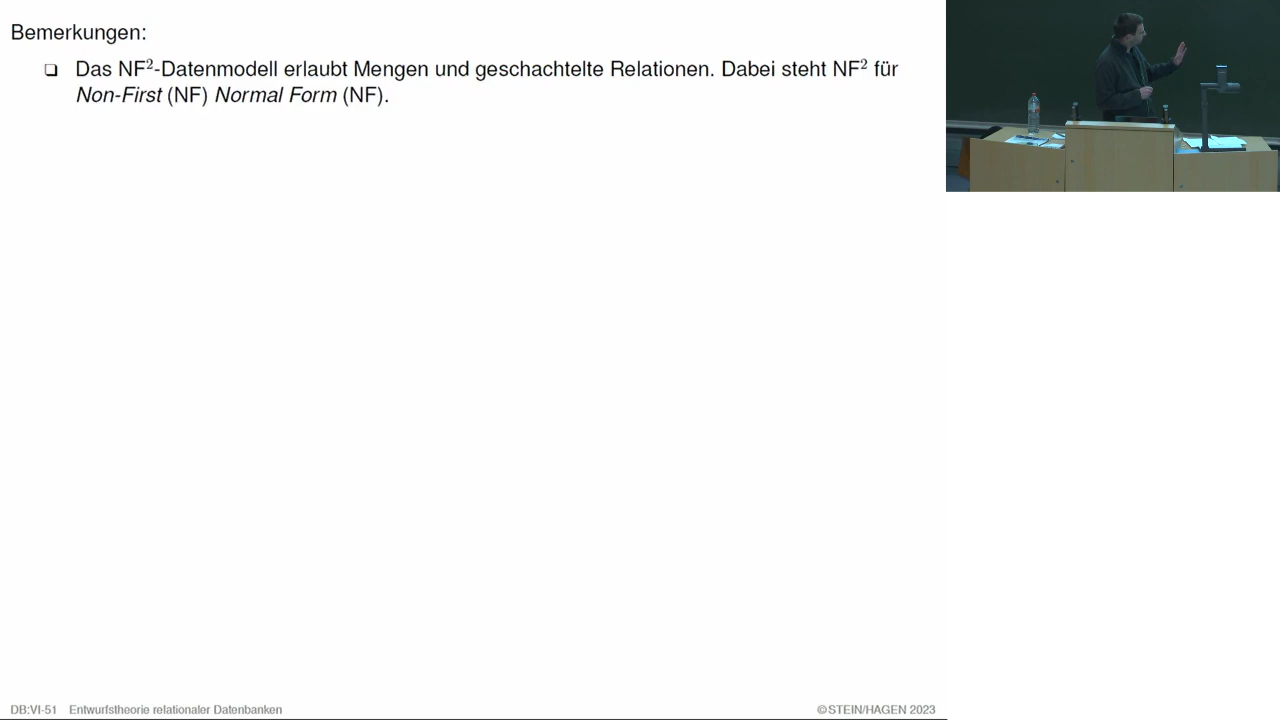 Bemerkungen:
❑ Das NF²-Datenmodell erlaubt Mengen und geschachtelte Relationen. Dabei steht NF² für
Non-First (NF) Normal Form (NF).
DB:VI-51 Entwurfstheorie relationaler Datenbanken
©STEIN/HAGEN 2023